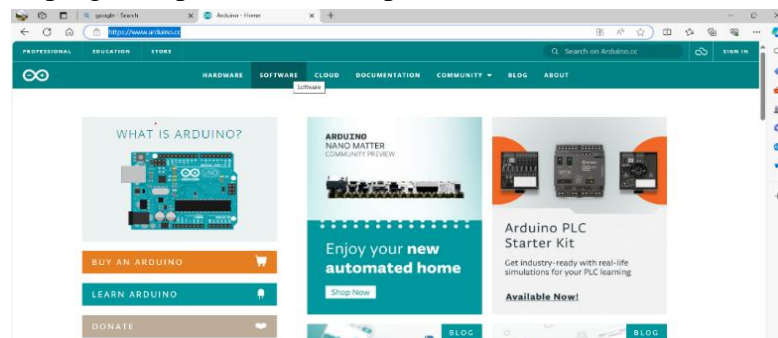 google - Search
Arduino - Home
https://www.arduino.cc
PROFESSIONAL EDUCATION STORE
Search on Arduino.cc
SIGN IN
HARDWARE SOFTWARE CLOUD DOCUMENTATION COMMUNITY BLOG ABOUT
Software
WHAT IS ARDUINO?
UNO
BUY AN ARDUINO
LEARN ARDUINO
DONATE
ARDUINO
NANO MATTER
COMMUNITY PREVIEW
Enjoy your new
automated home
Shop Now
BLOG
Arduino PLC
Starter Kit
Get industry-ready with real-life
simulations for your PLC learning
Available Now!
BLOG